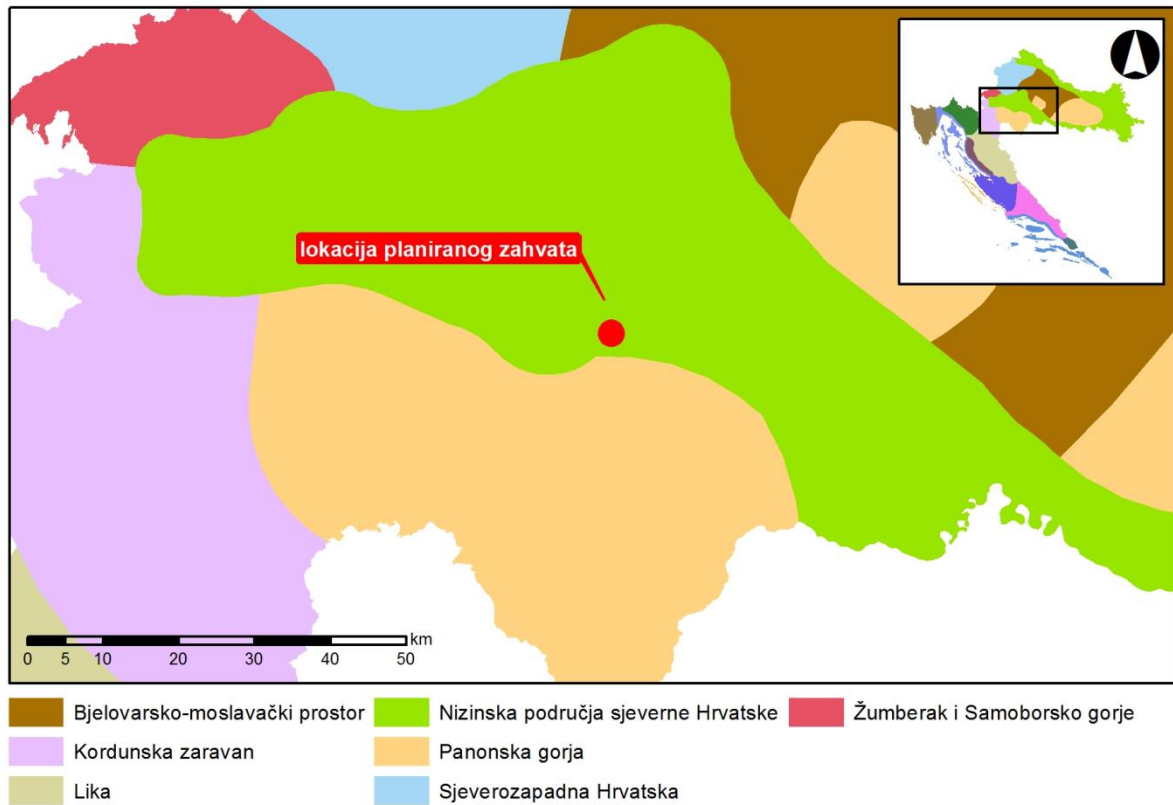 lokacija planiranog zahvata
km
0 5 10 20 30 40 50
Bjelovarsko-moslavački prostor
Nizinska područja sjeverne Hrvatske
Žumberak i Samoborsko gorje
Kordunska zaravan
Panonska gorja
Lika
Sjeverozapadna Hrvatska